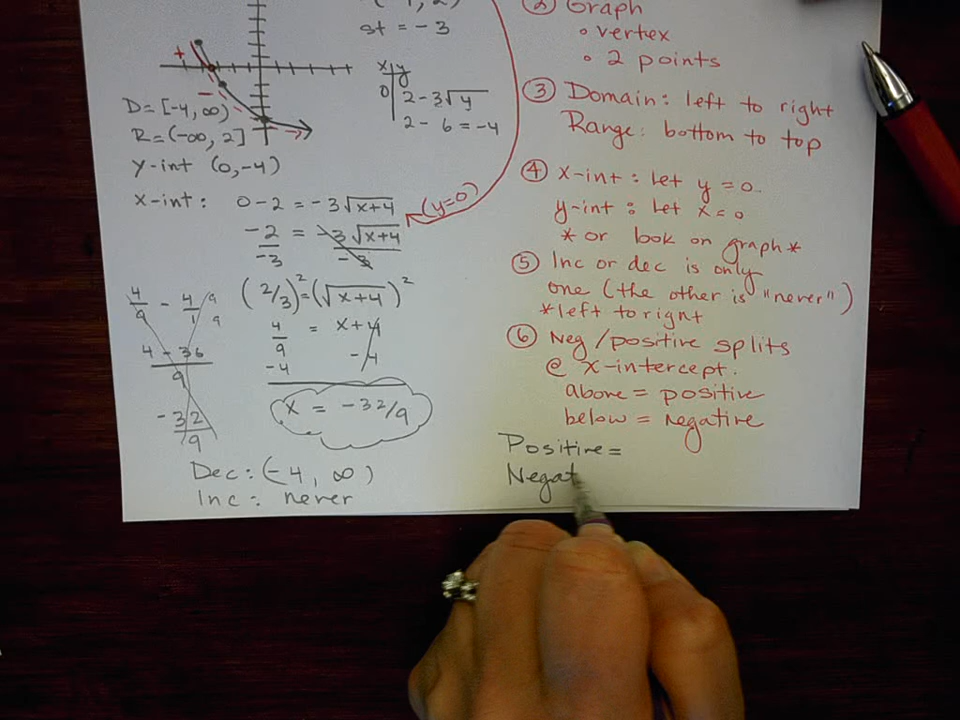 (-4, 2)
st = -3
x y
0 2 - 3√4
2 - 6 = -4
+
-
D = [-4, ∞)
R = (-∞, 2]
y-int (0, -4)
x-int: 0 - 2 = -3√x+4
(y=0)
-2 = -3√x+4
-3 -3
(2/3)² = (√x+4)²
4/9 = x + 4
-4 -4
x = -32/9
4/9 - 4/1 9/9
4 - 36
9
-32
9
Dec: (-4, ∞)
Inc: never
② Graph
• vertex
• 2 points
③ Domain: left to right
Range: bottom to top
④ x-int: let y = 0.
y-int: let x = 0
* or look on graph *
⑤ Inc or dec is only
one (the other is "never")
* left to right
⑥ Neg/positive splits
@ x-intercept.
above = positive
below = negative
Positive =
Negat